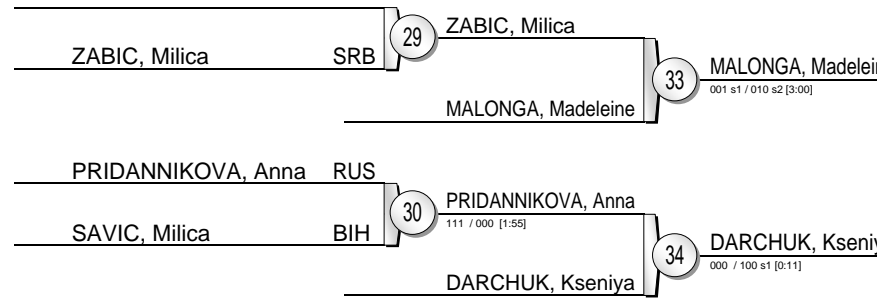 ZABIC, Milica SRB
29
ZABIC, Milica
MALONGA, Madeleine
33
MALONGA, Madelei
001 s1 / 010 s2 [3:00]
PRIDANNIKOVA, Anna RUS
SAVIC, Milica BIH
30
PRIDANNIKOVA, Anna
111 / 000 [1:55]
DARCHUK, Kseniya
34
DARCHUK, Kseniy
000 / 100 s1 [0:11]